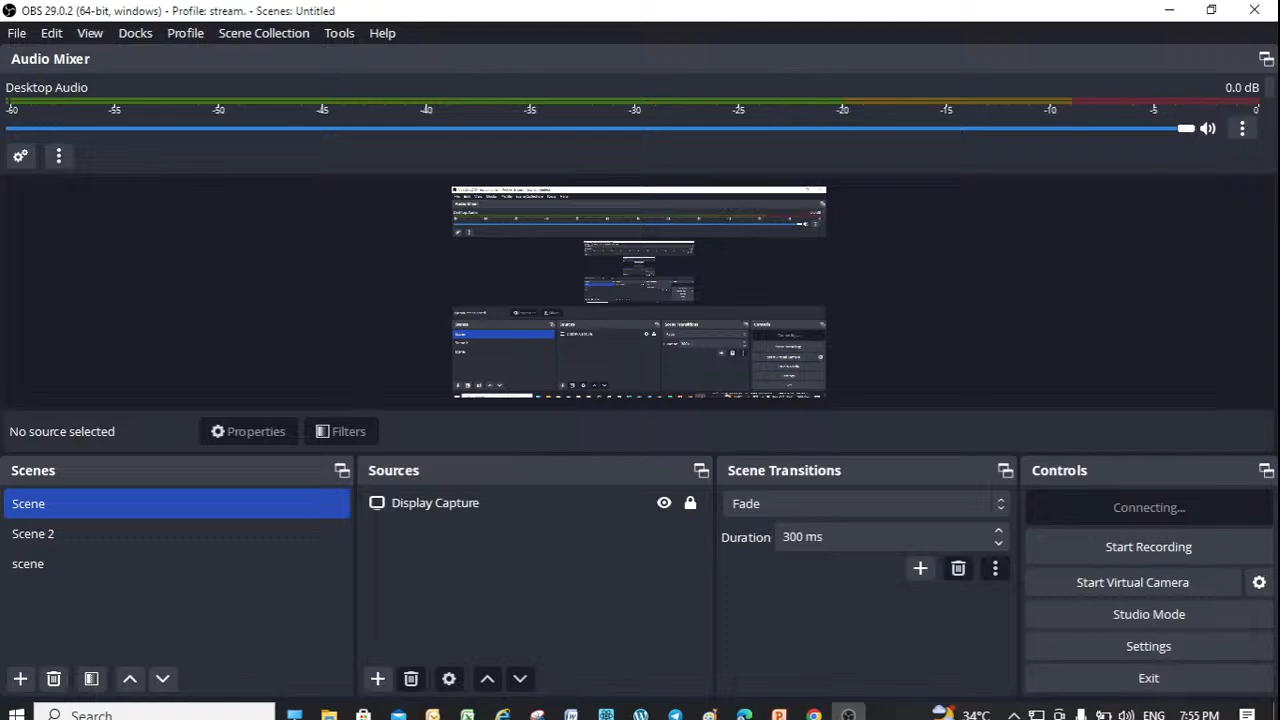 OBS 29.0.2 (64-bit, windows) - Profile: stream. - Scenes: Untitled
File Edit View Docks Profile Scene Collection Tools Help
Audio Mixer
Desktop Audio 0.0 dB
-60 -55 -50 -45 -40 -35 -30 -25 -20 -15 -10 -5 0
No source selected Properties Filters
Scenes Sources Scene Transitions Controls
Scene Display Capture Fade Connecting...
Scene 2 Duration 300 ms Start Recording
scene
Start Virtual Camera
Studio Mode
Settings
Exit
Search 34°C 7:55 PM